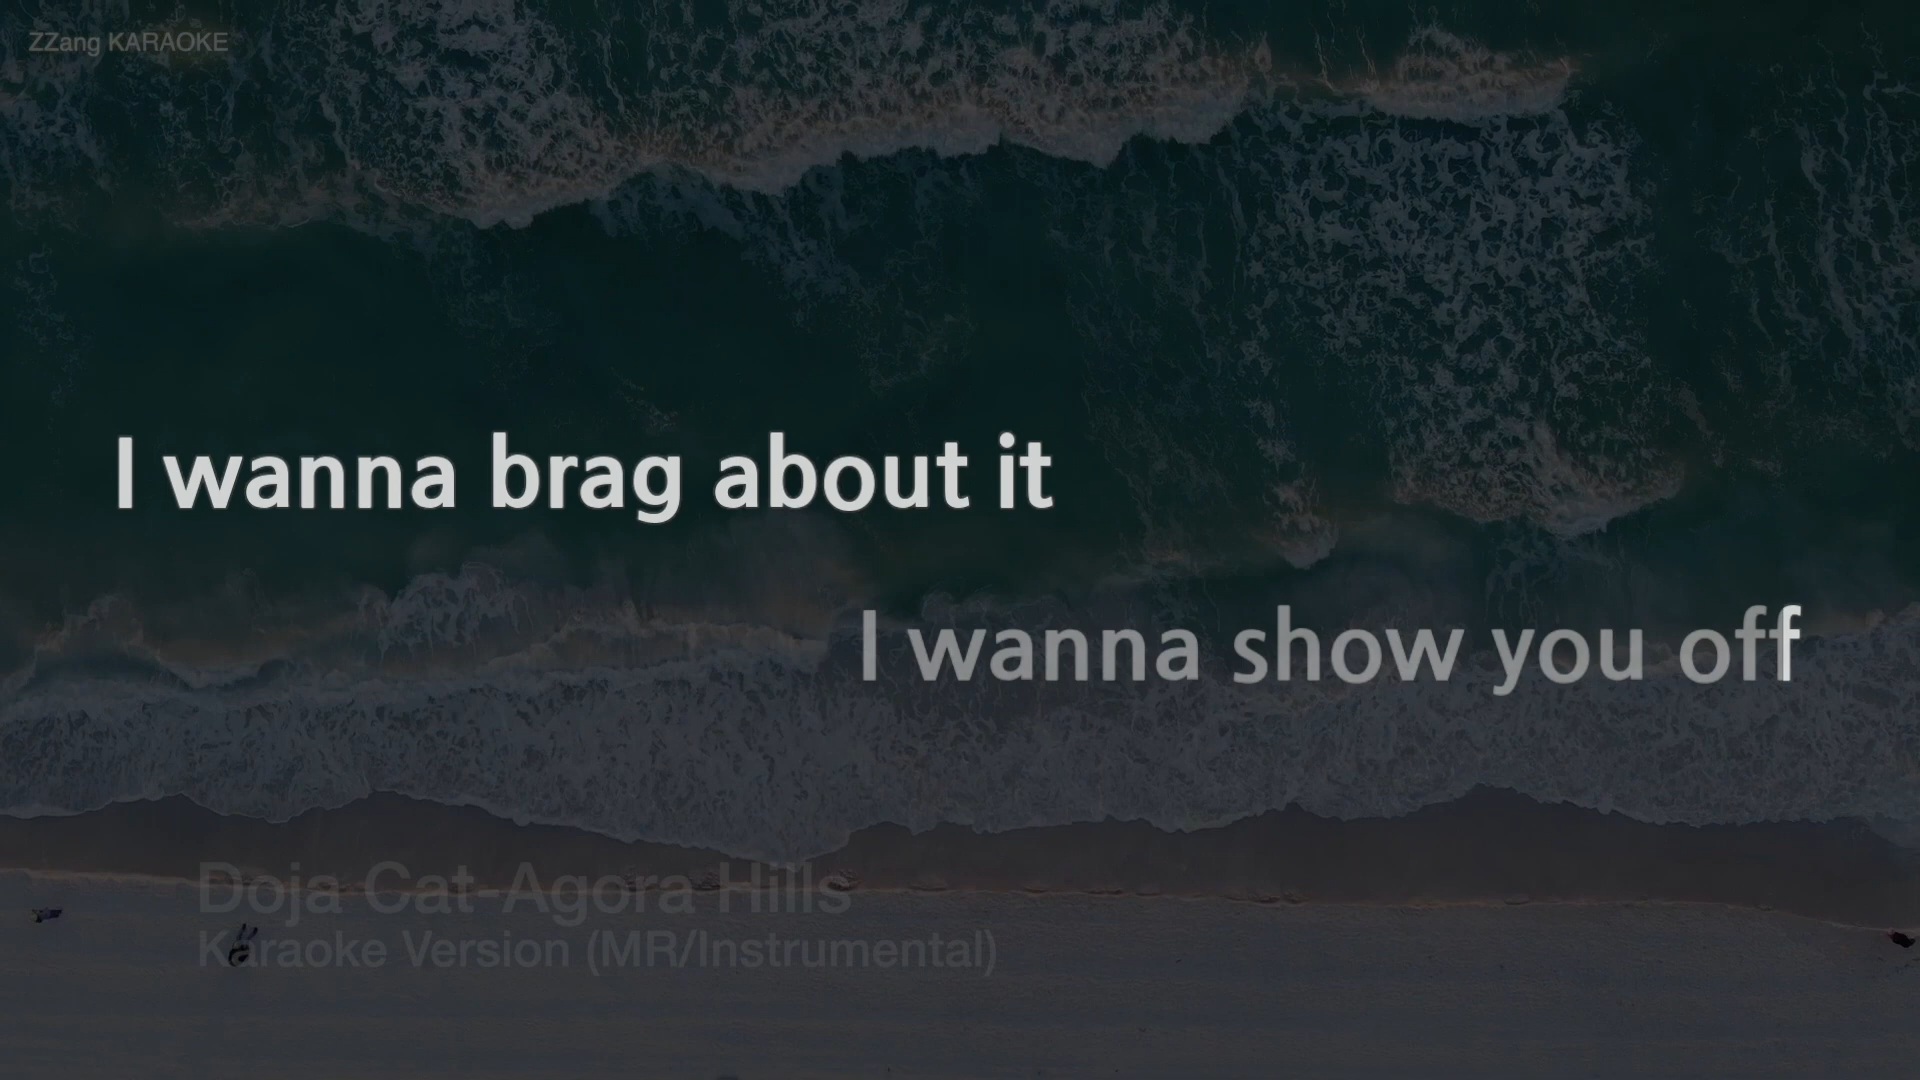 ZZang KARAOKE
I wanna brag about it
I wanna show you off
Doja Cat-Agora Hills
Karaoke Version (MR/Instrumental)